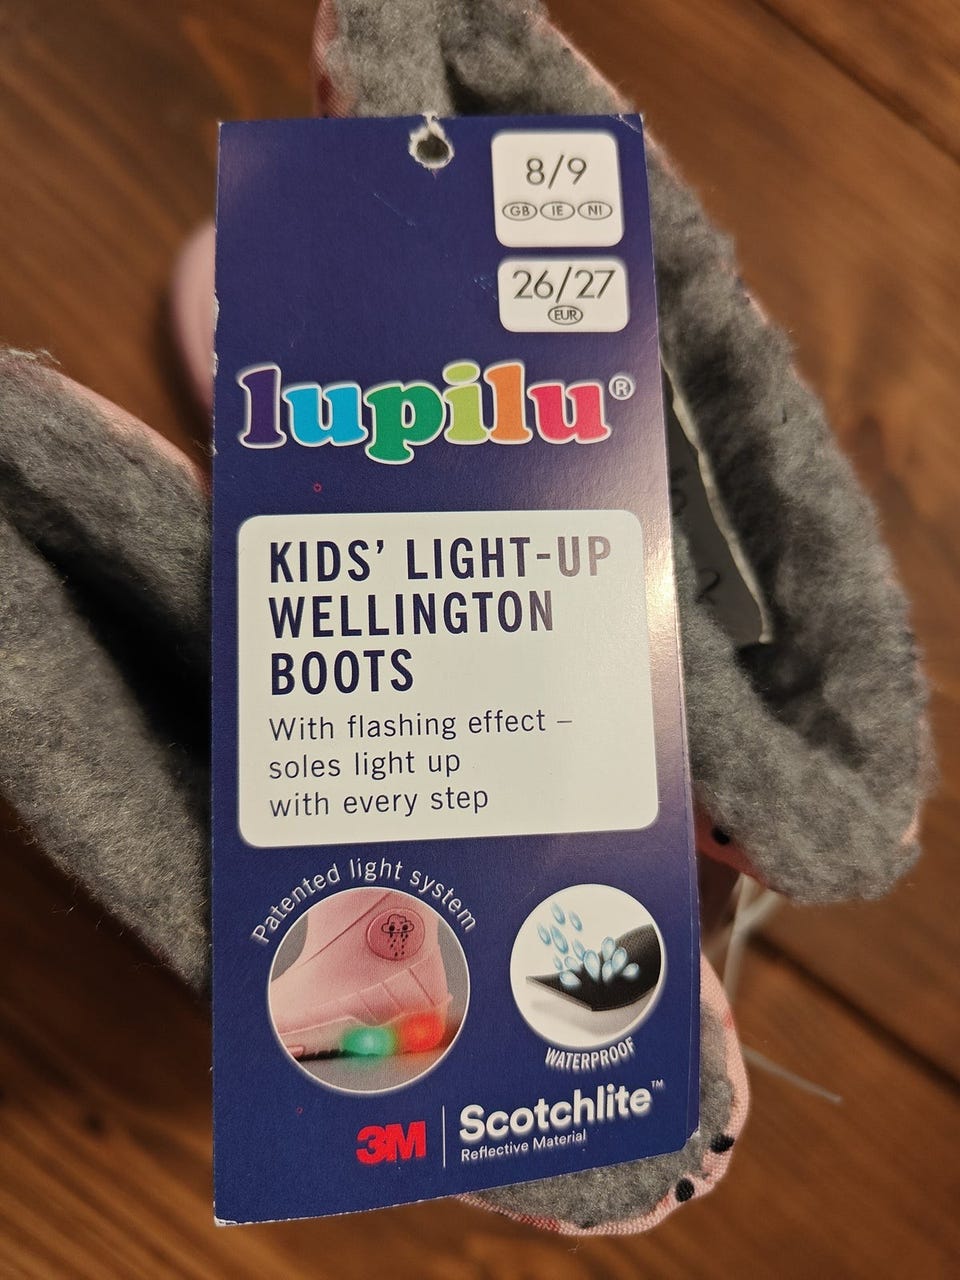 8/9
GB IE NI
26/27
EUR
lupilu®
KIDS' LIGHT-UP
WELLINGTON
BOOTS
With flashing effect –
soles light up
with every step
Patented light system
WATERPROOF
3M Scotchlite™
Reflective Material